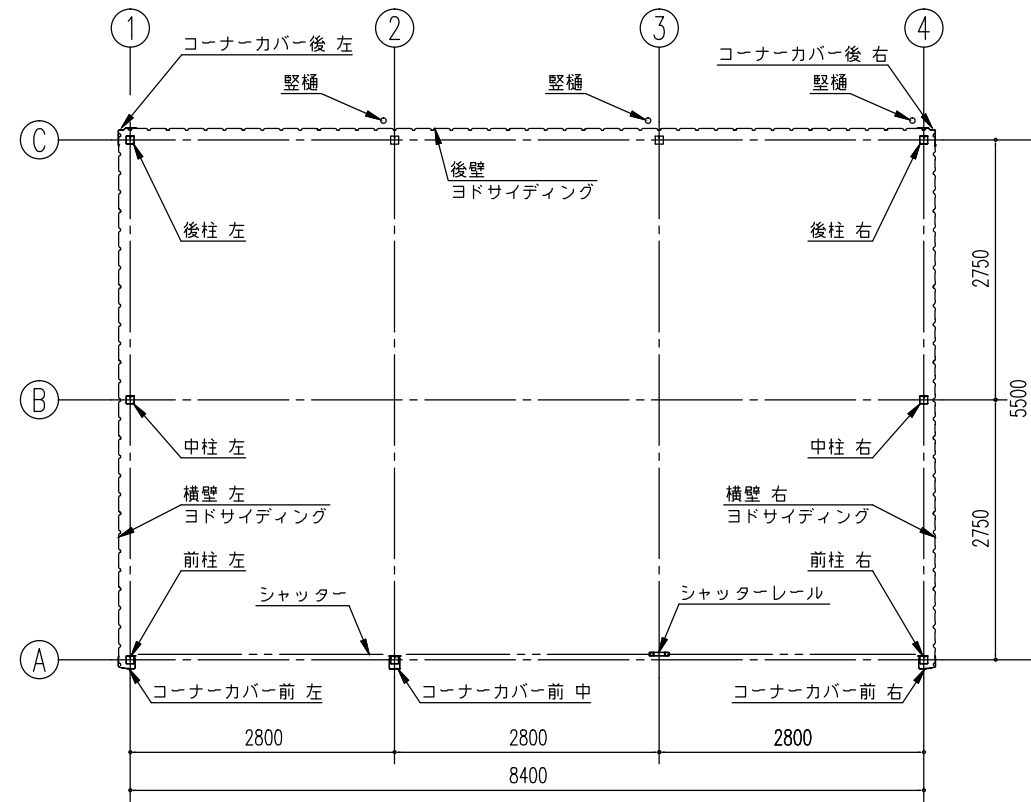 1
2
3
4
コーナーカバー後 左
コーナーカバー後 右
竪樋
竪樋
竪樋
C
後壁
ヨドサイディング
後柱 左
後柱 右
2750
B
5500
中柱 左
中柱 右
横壁 左
ヨドサイディング
横壁 右
ヨドサイディング
2750
前柱 左
前柱 右
シャッター
シャッターレール
A
コーナーカバー前 左
コーナーカバー前 中
コーナーカバー前 右
2800
2800
2800
8400